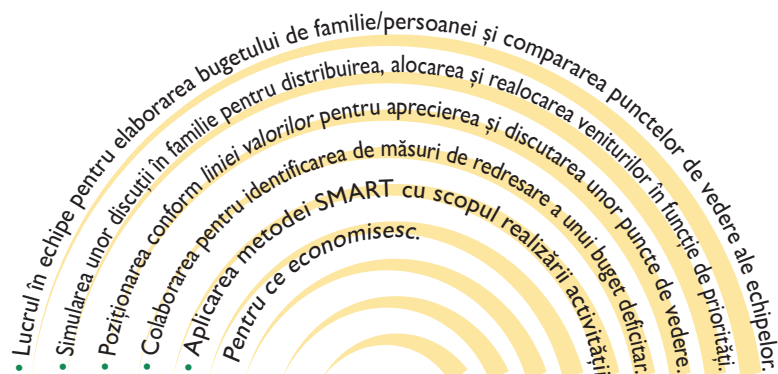 • Lucrul în echipe pentru elaborarea bugetului de familie/persoanei și compararea punctelor de vedere ale echipelor.
• Simularea unor discuții în familie pentru distribuirea, alocarea și realocarea veniturilor în funcție de priorități.
• Poziționarea conform liniei valorilor pentru aprecierea și discutarea unor puncte de vedere.
• Colaborarea pentru identificarea de măsuri de redresare a unui buget deficitar.
• Aplicarea metodei SMART cu scopul realizării activității
Pentru ce economisesc.